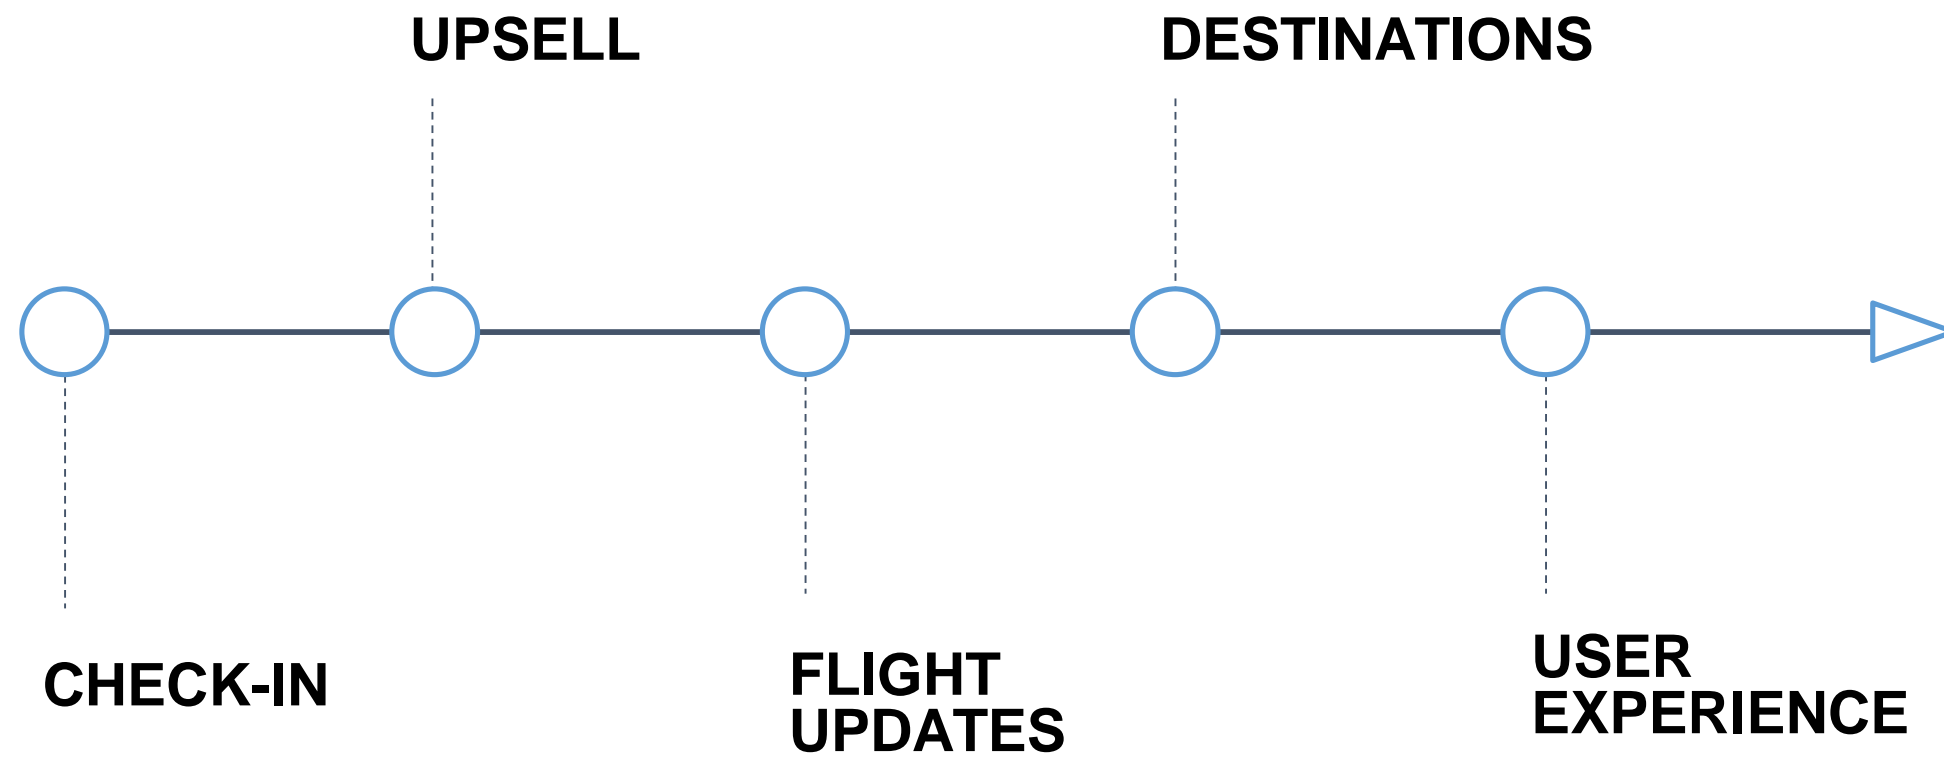 UPSELL
DESTINATIONS
CHECK-IN
FLIGHT
UPDATES
USER
EXPERIENCE